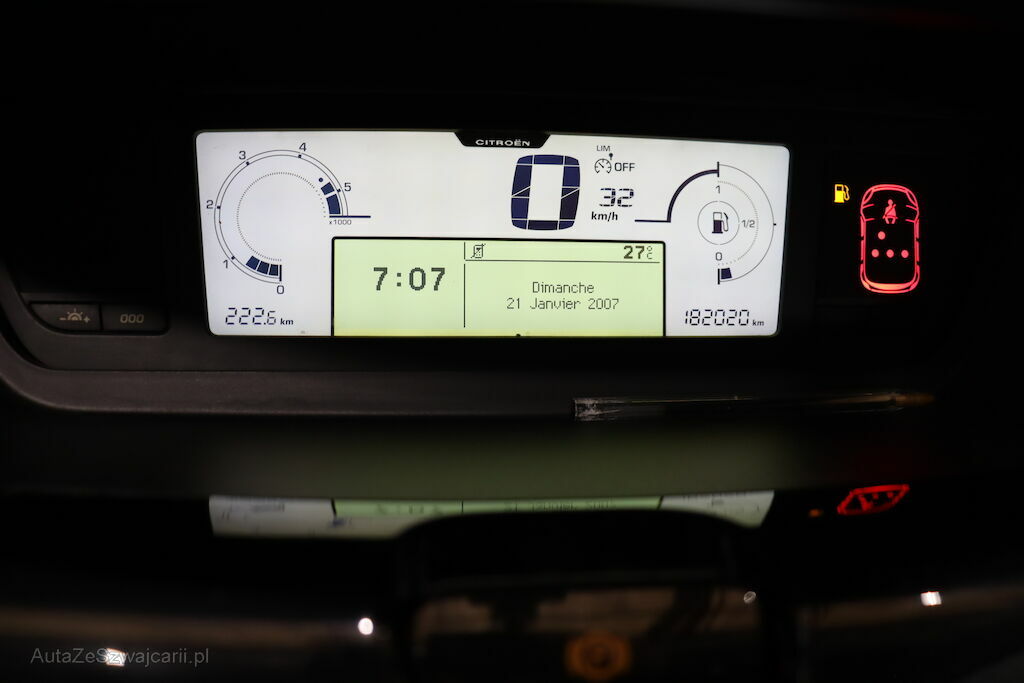 CITROËN
4
3
5
2
x1000
1
0
222.6 km
0
LIM
OFF
32
km/h
7:07
27°C
Dimanche
21 Janvier 2007
1
1/2
0
182020 km
000
AutaZeSzwajcarii.pl